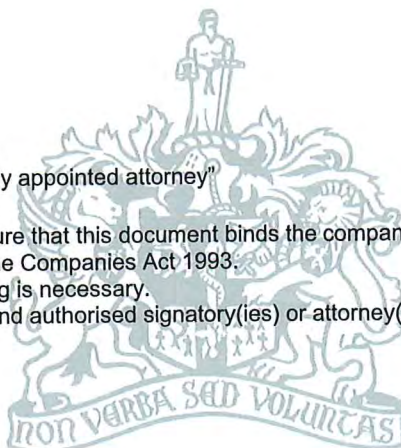 y appointed attorney"
ure that this document binds the compan
ne Companies Act 1993.
g is necessary.
nd authorised signatory(ies) or attorney(
NON VERBA SED VOLUNTAS